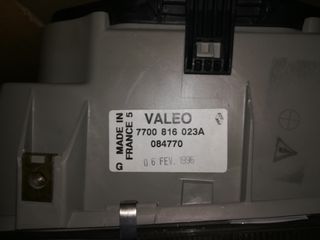 VALEO
7700 816 023A
084770
0.6 FEV. 1996
G MADE IN
FRANCE 5